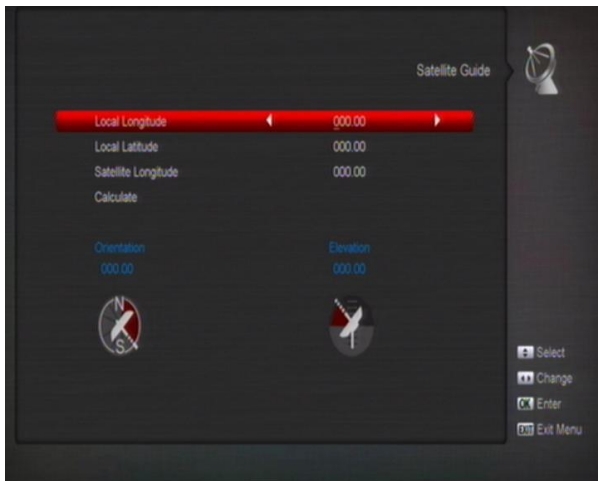 Satellite Guide
Local Longitude 000.00
Local Latitude 000.00
Satellite Longitude 000.00
Calculate
Orientation Elevation
000.00 000.00
N
S
Select
Change
OK Enter
EXIT Exit Menu